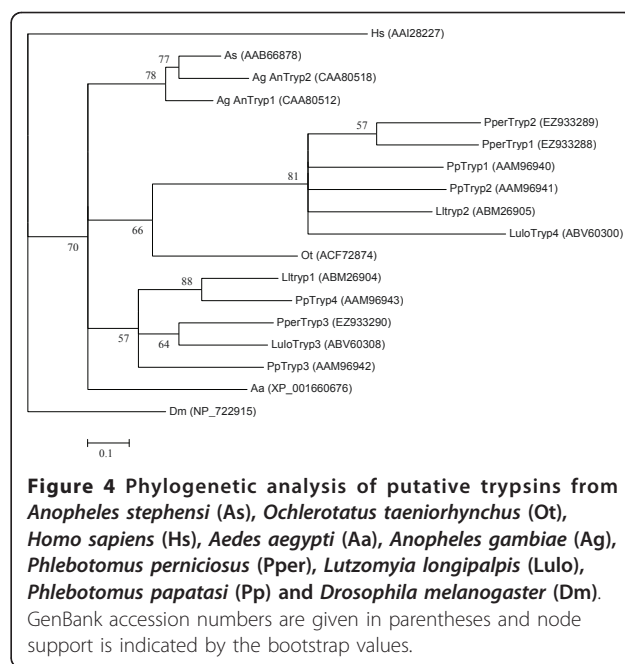 Hs (AAI28227)
As (AAB66878)
77
78
Ag AnTryp2 (CAA80518)
Ag AnTryp1 (CAA80512)
PperTryp2 (EZ933289)
57
PperTryp1 (EZ933288)
PpTryp1 (AAM96940)
81
PpTryp2 (AAM96941)
Lltryp2 (ABM26905)
LuloTryp4 (ABV60300)
66
70
Ot (ACF72874)
Lltryp1 (ABM26904)
88
PpTryp4 (AAM96943)
PperTryp3 (EZ933290)
57
64
LuloTryp3 (ABV60308)
PpTryp3 (AAM96942)
Aa (XP_001660676)
Dm (NP_722915)
0.1
Figure 4 Phylogenetic analysis of putative trypsins from
Anopheles stephensi (As), Ochlerotatus taeniorhynchus (Ot),
Homo sapiens (Hs), Aedes aegypti (Aa), Anopheles gambiae (Ag),
Phlebotomus perniciosus (Pper), Lutzomyia longipalpis (Lulo),
Phlebotomus papatasi (Pp) and Drosophila melanogaster (Dm).
GenBank accession numbers are given in parentheses and node
support is indicated by the bootstrap values.